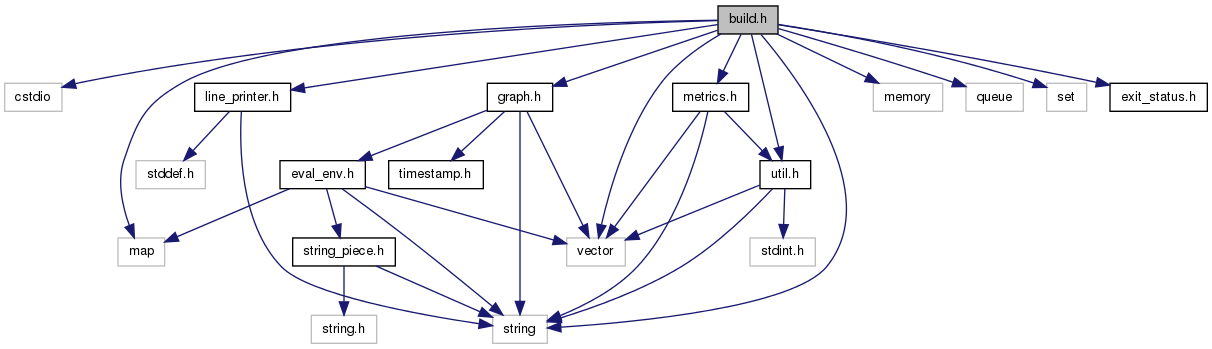 build.h
cstdio
line_printer.h
graph.h
metrics.h
memory
queue
set
exit_status.h
stddef.h
eval_env.h
timestamp.h
util.h
map
string_piece.h
vector
stdint.h
string.h
string